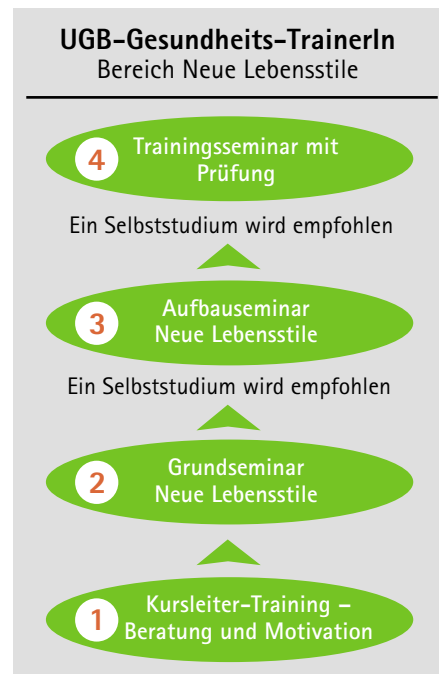 UGB-Gesundheits-TrainerIn
Bereich Neue Lebensstile
4
Trainingsseminar mit
Prüfung
Ein Selbststudium wird empfohlen
3
Aufbauseminar
Neue Lebensstile
Ein Selbststudium wird empfohlen
2
Grundseminar
Neue Lebensstile
1
Kursleiter-Training –
Beratung und Motivation